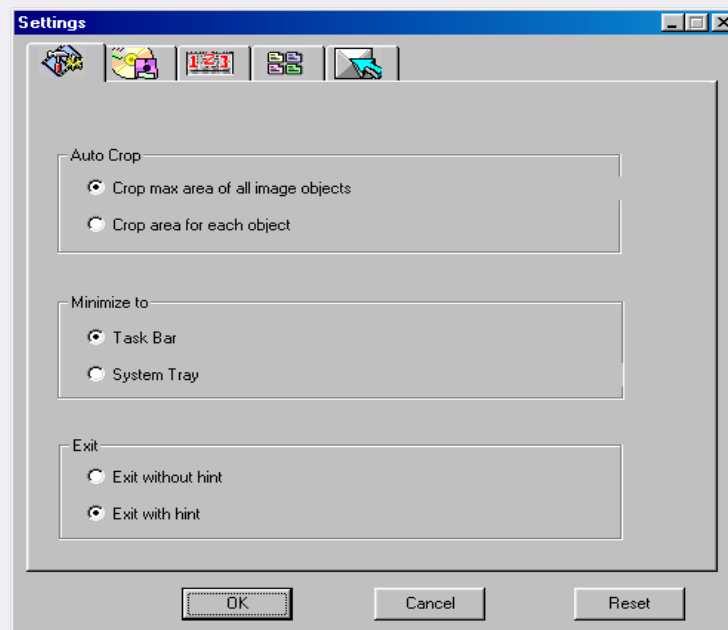 Settings
123
Auto Crop
Crop max area of all image objects
Crop area for each object
Minimize to
Task Bar
System Tray
Exit
Exit without hint
Exit with hint
OK
Cancel
Reset